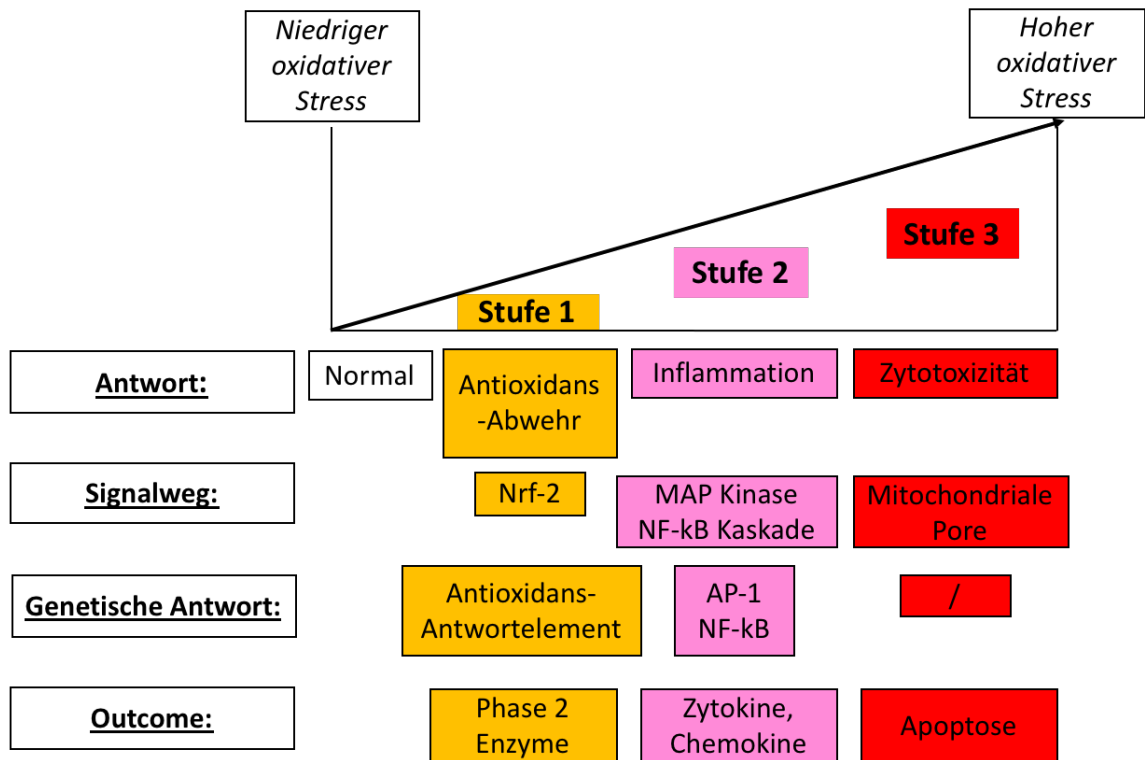 Niedriger
oxidativer
Stress
Hoher
oxidativer
Stress
Stufe 1
Stufe 2
Stufe 3
Antwort:
Normal
Antioxidans
-Abwehr
Inflammation
Zytotoxizität
Signalweg:
Nrf-2
MAP Kinase
NF-kB Kaskade
Mitochondriale
Pore
Genetische Antwort:
Antioxidans-
Antwortelement
AP-1
NF-kB
/
Outcome:
Phase 2
Enzyme
Zytokine,
Chemokine
Apoptose